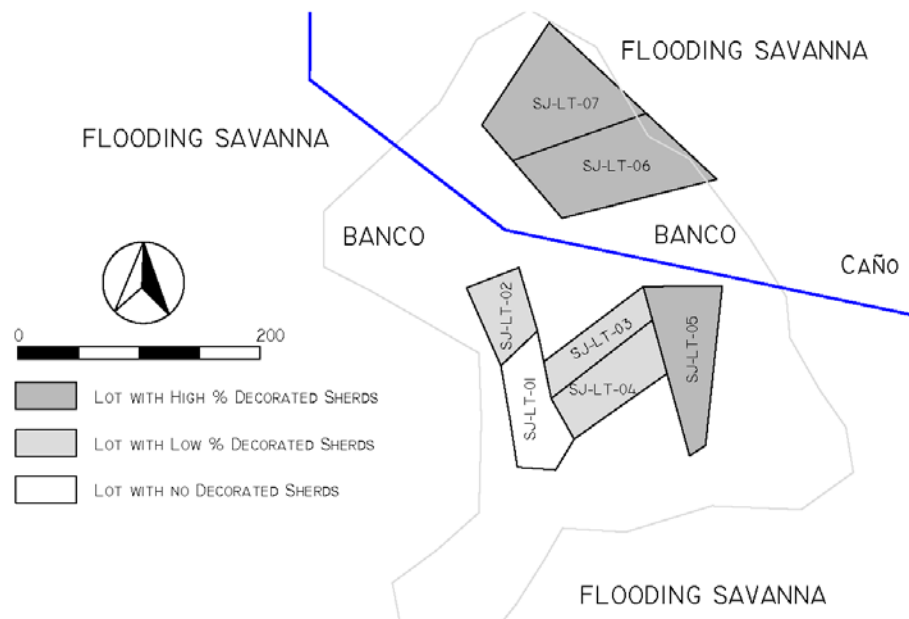 FLOODING SAVANNA
SJ-LT-07
FLOODING SAVANNA
SJ-LT-06
BANCO
BANCO
CAÑO
SJ-LT-02
SJ-LT-03
SJ-LT-05
SJ-LT-04
SJ-LT-01
0 200
LOT WITH HIGH % DECORATED SHERDS
LOT WITH LOW % DECORATED SHERDS
LOT WITH NO DECORATED SHERDS
FLOODING SAVANNA